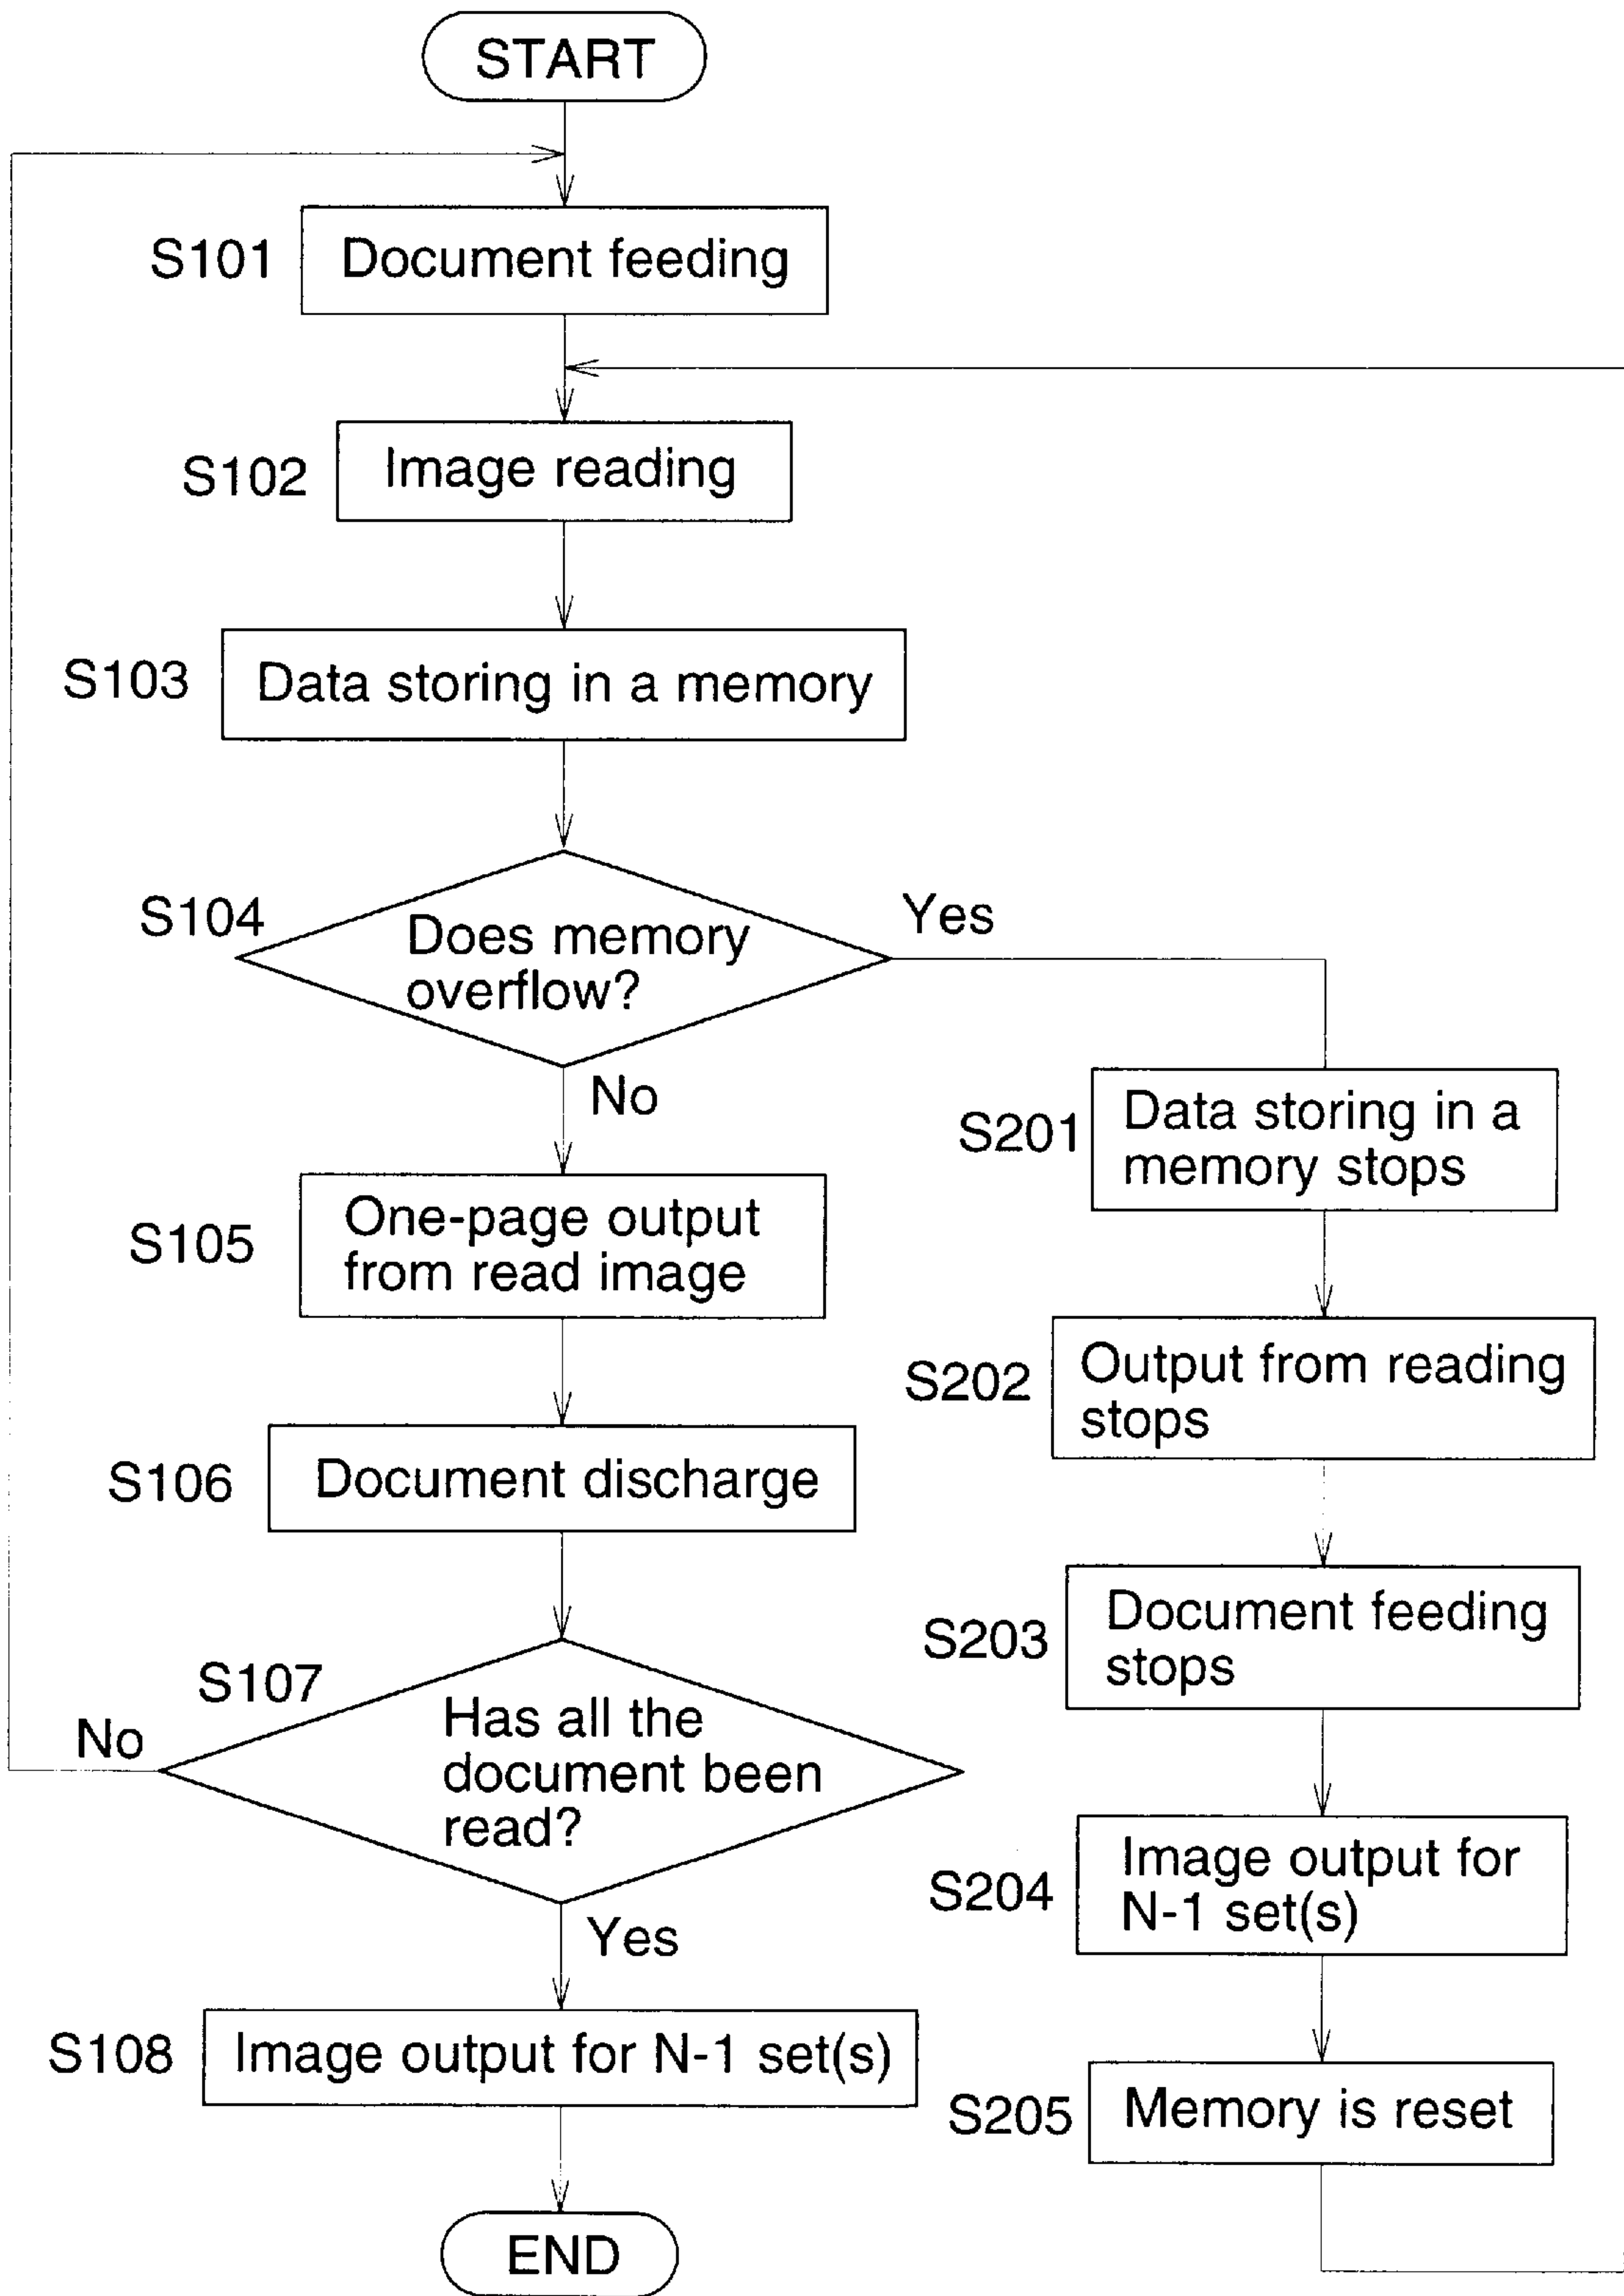 START
S101
Document feeding
S102
Image reading
S103
Data storing in a memory
S104
Does memory
overflow?
Yes
No
S105
One-page output
from read image
S106
Document discharge
S107
Has all the
document been
read?
No
Yes
S108
Image output for N-1 set(s)
END
S201
Data storing in a
memory stops
S202
Output from reading
stops
S203
Document feeding
stops
S204
Image output for
N-1 set(s)
S205
Memory is reset